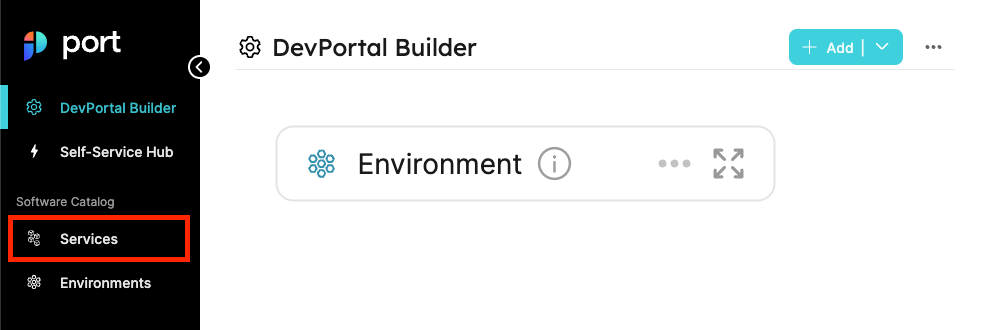 port
DevPortal Builder
Self-Service Hub
Software Catalog
Services
Environments
DevPortal Builder
+ Add
Environment